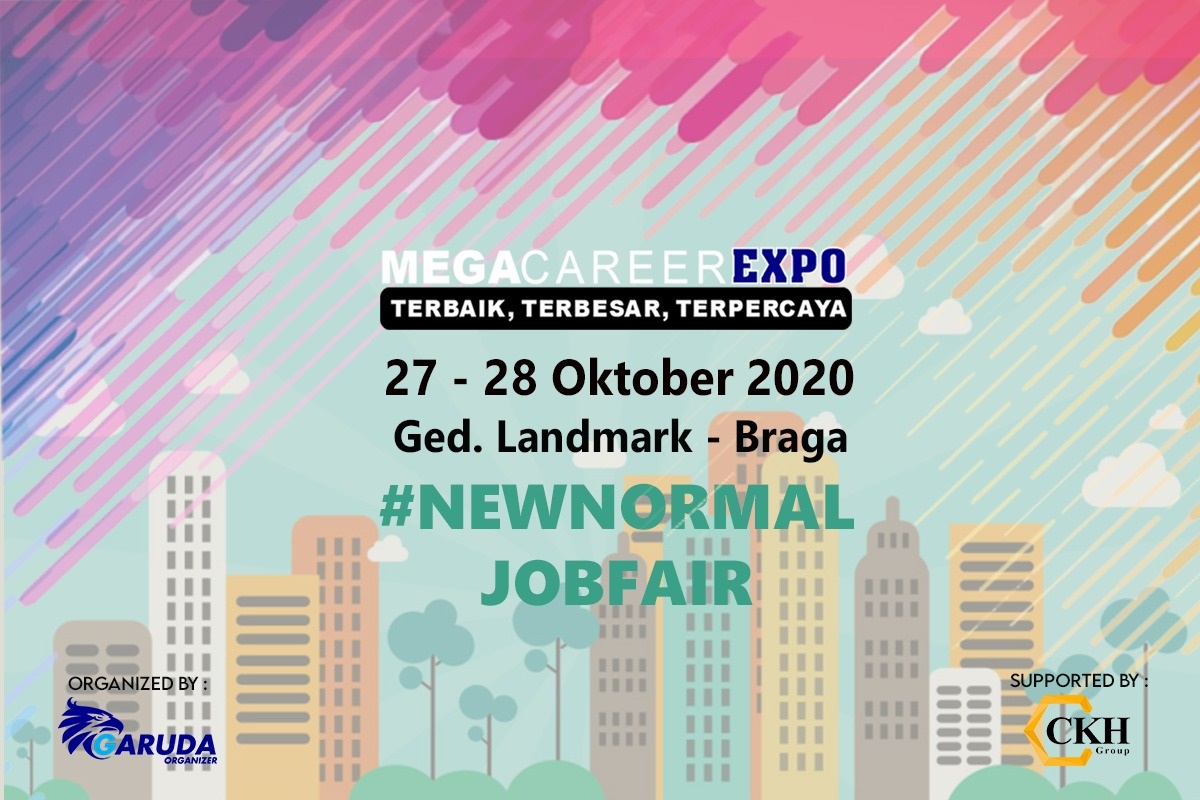 MEGACAREEREXPO
TERBAIK, TERBESAR, TERPERCAYA
27 - 28 Oktober 2020
Ged. Landmark - Braga
#NEWNORMAL
JOBFAIR
ORGANIZED BY :
GARUDA
ORGANIZER
SUPPORTED BY :
CKH
Group